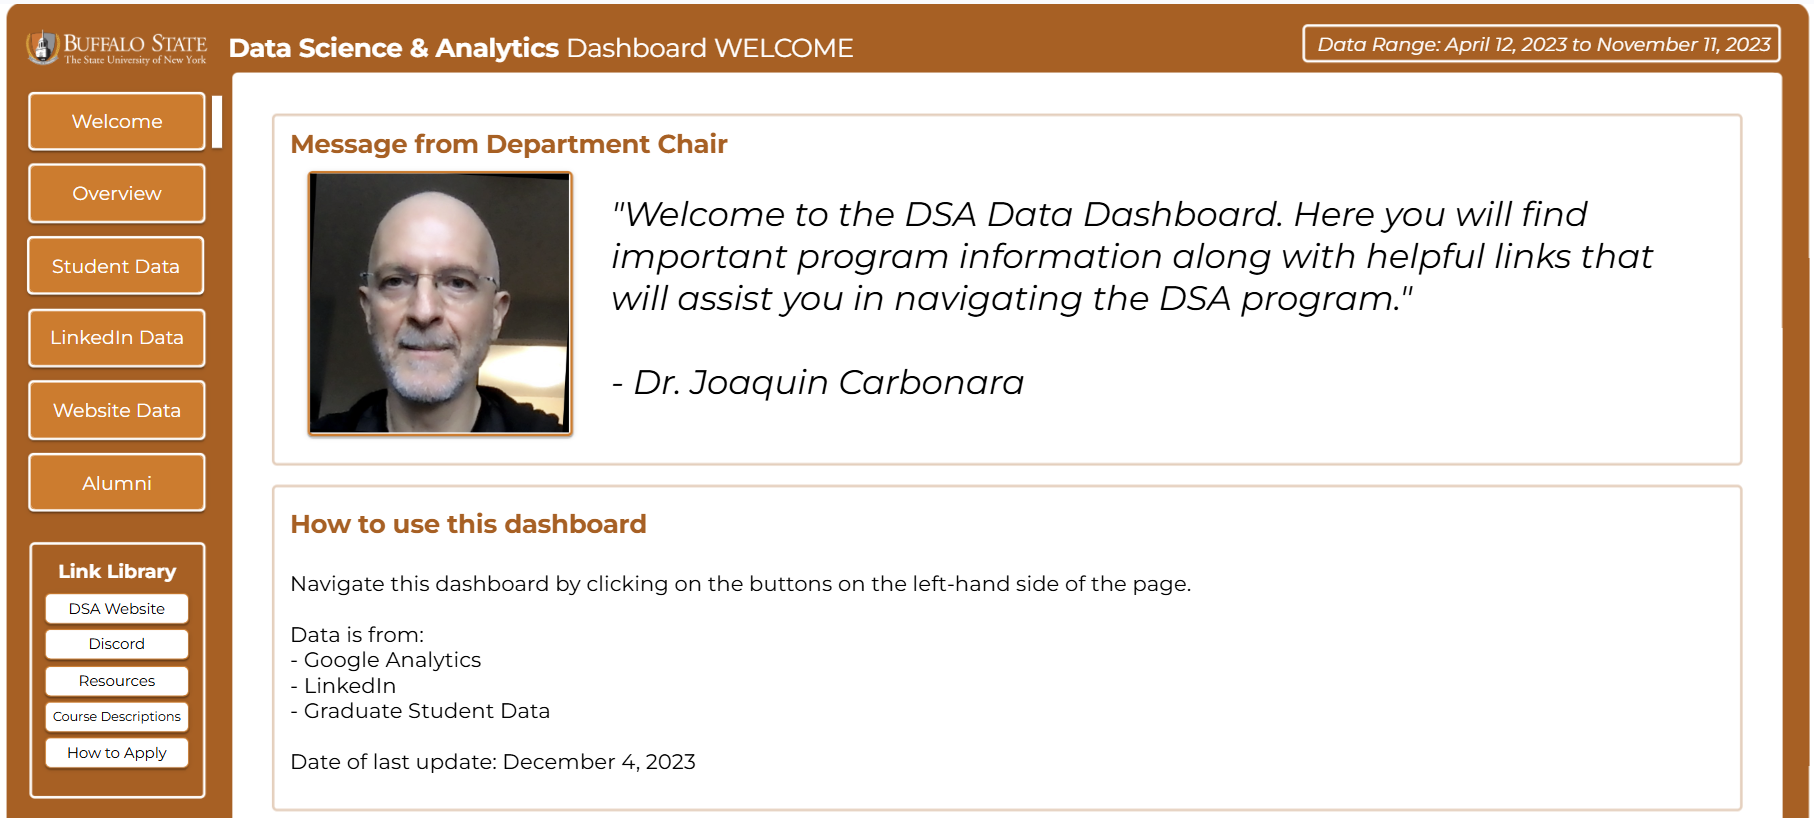 BUFFALO STATE
The State University of New York
Data Science & Analytics Dashboard WELCOME
Data Range: April 12, 2023 to November 11, 2023
Welcome
Overview
Student Data
LinkedIn Data
Website Data
Alumni
Link Library
DSA Website
Discord
Resources
Course Descriptions
How to Apply
Message from Department Chair
"Welcome to the DSA Data Dashboard. Here you will find
important program information along with helpful links that
will assist you in navigating the DSA program."
- Dr. Joaquin Carbonara
How to use this dashboard
Navigate this dashboard by clicking on the buttons on the left-hand side of the page.
Data is from:
- Google Analytics
- LinkedIn
- Graduate Student Data
Date of last update: December 4, 2023